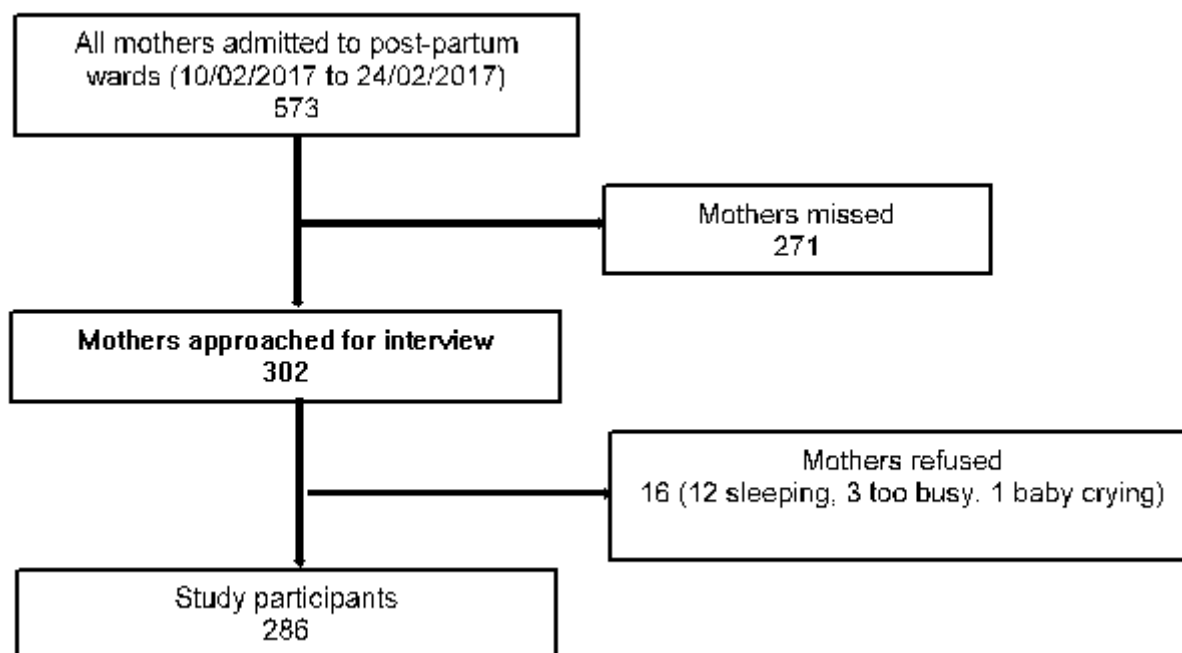 All mothers admitted to post-partum
wards (10/02/2017 to 24/02/2017)
573
Mothers missed
271
Mothers approached for interview
302
Mothers refused
16 (12 sleeping, 3 too busy. 1 baby crying)
Study participants
286